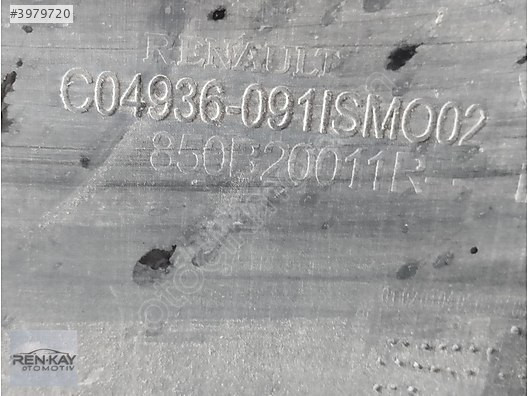 #3979720
RENAULT
C04936-091ISMO02
850B20011R
REN-KAY
OTOMOTİV